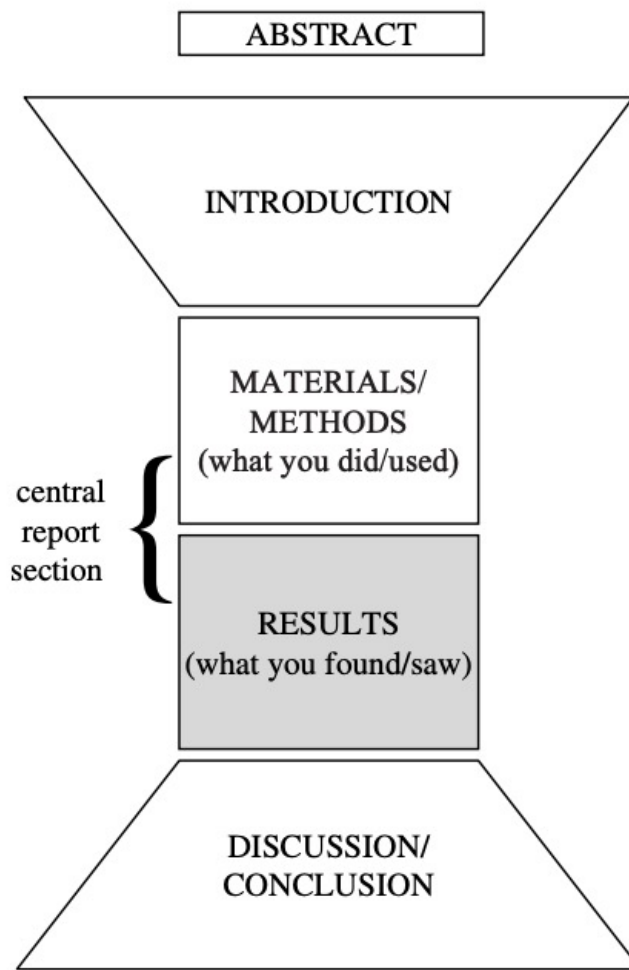 ABSTRACT
INTRODUCTION
MATERIALS/
METHODS
(what you did/used)
central
report
section
RESULTS
(what you found/saw)
DISCUSSION/
CONCLUSION